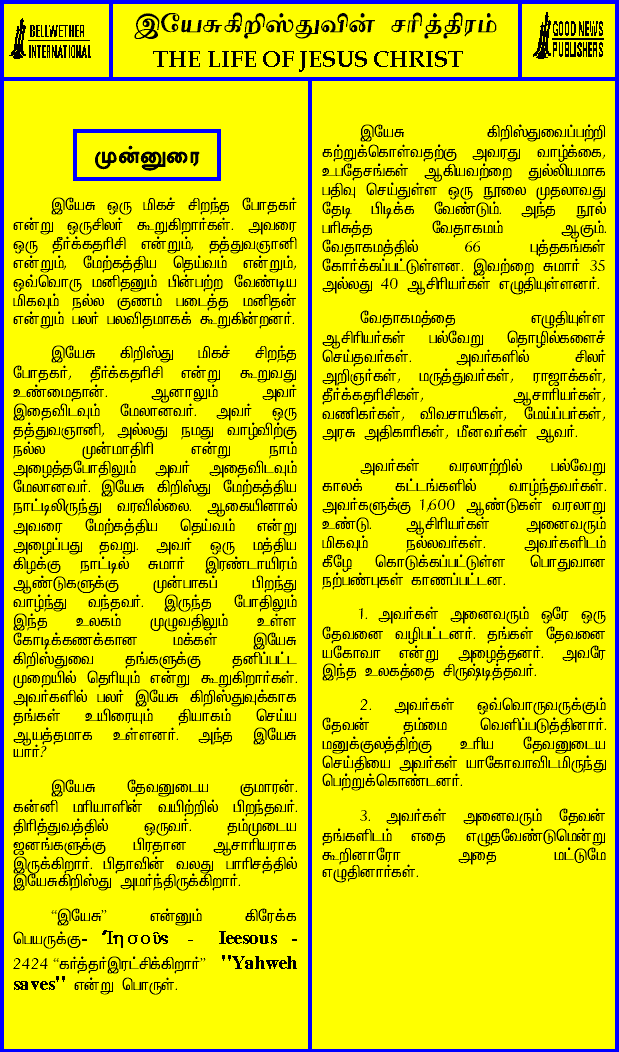 BELLWETHER
INTERNATIONAL
இயேசுகிறிஸ்துவின் சரித்திரம்
THE LIFE OF JESUS CHRIST
GOOD NEWS
PUBLISHERS
முன்னுரை
இயேசு ஒரு மிகச் சிறந்த போதகர்
என்று ஒருசிலர் கூறுகிறார்கள். அவரை
ஒரு தீர்க்கதரிசி என்றும், தத்துவஞானி
என்றும், மேற்கத்திய தெய்வம் என்றும்,
ஒவ்வொரு மனிதனும் பின்பற்ற வேண்டிய
மிகவும் நல்ல குணம் படைத்த மனிதன்
என்றும் பலர் பலவிதமாகக் கூறுகின்றனர்.
இயேசு கிறிஸ்து மிகச் சிறந்த
போதகர், தீர்க்கதரிசி என்று கூறுவது
உண்மைதான். ஆனாலும் அவர்
இதைவிடவும் மேலானவர். அவர் ஒரு
தத்துவஞானி, அல்லது நமது வாழ்விற்கு
நல்ல முன்மாதிரி என்று நாம்
அழைத்தபோதிலும் அவர் அதைவிடவும்
மேலானவர். இயேசு கிறிஸ்து மேற்கத்திய
நாட்டிலிருந்து வரவில்லை. ஆகையினால்
அவரை மேற்கத்திய தெய்வம் என்று
அழைப்பது தவறு. அவர் ஒரு மத்திய
கிழக்கு நாட்டில் சுமார் இரண்டாயிரம்
ஆண்டுகளுக்கு முன்பாகப் பிறந்து
வாழ்ந்து வந்தவர். இருந்த போதிலும்
இந்த உலகம் முழுவதிலும் உள்ள
கோடிக்கணக்கான மக்கள் இயேசு
கிறிஸ்துவை தங்களுக்கு தனிப்பட்ட
முறையில் தெரியும் என்று கூறுகிறார்கள்.
அவர்களில் பலர் இயேசு கிறிஸ்துவுக்காக
தங்கள் உயிரையும் தியாகம் செய்ய
ஆயத்தமாக உள்ளனர். அந்த இயேசு
யார்?
இயேசு தேவனுடைய குமாரன்.
கன்னி மரியாளின் வயிற்றில் பிறந்தவர்.
திரித்துவத்தில் ஒருவர். தம்முடைய
ஜனங்களுக்கு பிரதான ஆசாரியராக
இருக்கிறார். பிதாவின் வலது பாரிசத்தில்
இயேசுகிறிஸ்து அமர்ந்திருக்கிறார்.
“இயேசு” என்னும் கிரேக்க
பெயருக்கு- Ἰησοῦς - Ieesous -
2424 “கர்த்தர்இரட்சிக்கிறார்” "Yahweh
saves" என்று பொருள்.
இயேசு கிறிஸ்துவைப்பற்றி
கற்றுக்கொள்வதற்கு அவரது வாழ்க்கை,
உபதேசங்கள் ஆகியவற்றை துல்லியமாக
பதிவு செய்துள்ள ஒரு நூலை முதலாவது
தேடி பிடிக்க வேண்டும். அந்த நூல்
பரிசுத்த வேதாகமம் ஆகும்.
வேதாகமத்தில் 66 புத்தகங்கள்
கோர்க்கப்பட்டுள்ளன. இவற்றை சுமார் 35
அல்லது 40 ஆசிரியர்கள் எழுதியுள்ளனர்.
வேதாகமத்தை எழுதியுள்ள
ஆசிரியர்கள் பல்வேறு தொழில்களைச்
செய்தவர்கள். அவர்களில் சிலர்
அறிஞர்கள், மருத்துவர்கள், ராஜாக்கள்,
தீர்க்கதரிசிகள், ஆசாரியர்கள்,
வணிகர்கள், விவசாயிகள், மேய்ப்பர்கள்,
அரசு அதிகாரிகள், மீனவர்கள் ஆவர்.
அவர்கள் வரலாற்றில் பல்வேறு
காலக் கட்டங்களில் வாழ்ந்தவர்கள்.
அவர்களுக்கு 1,600 ஆண்டுகள் வரலாறு
உண்டு. ஆசிரியர்கள் அனைவரும்
மிகவும் நல்லவர்கள். அவர்களிடம்
கீழே கொடுக்கப்பட்டுள்ள பொதுவான
நற்பண்புகள் காணப்பட்டன.
1. அவர்கள் அனைவரும் ஒரே ஒரு
தேவனை வழிபட்டனர். தங்கள் தேவனை
யகோவா என்று அழைத்தனர். அவரே
இந்த உலகத்தை சிருஷ்டித்தவர்.
2. அவர்கள் ஒவ்வொருவருக்கும்
தேவன் தம்மை வெளிப்படுத்தினார்.
மனுக்குலத்திற்கு உரிய தேவனுடைய
செய்தியை அவர்கள் யாகோவாவிடமிருந்து
பெற்றுக்கொண்டனர்.
3. அவர்கள் அனைவரும் தேவன்
தங்களிடம் எதை எழுதவேண்டுமென்று
கூறினாரோ அதை மட்டுமே
எழுதினார்கள்.